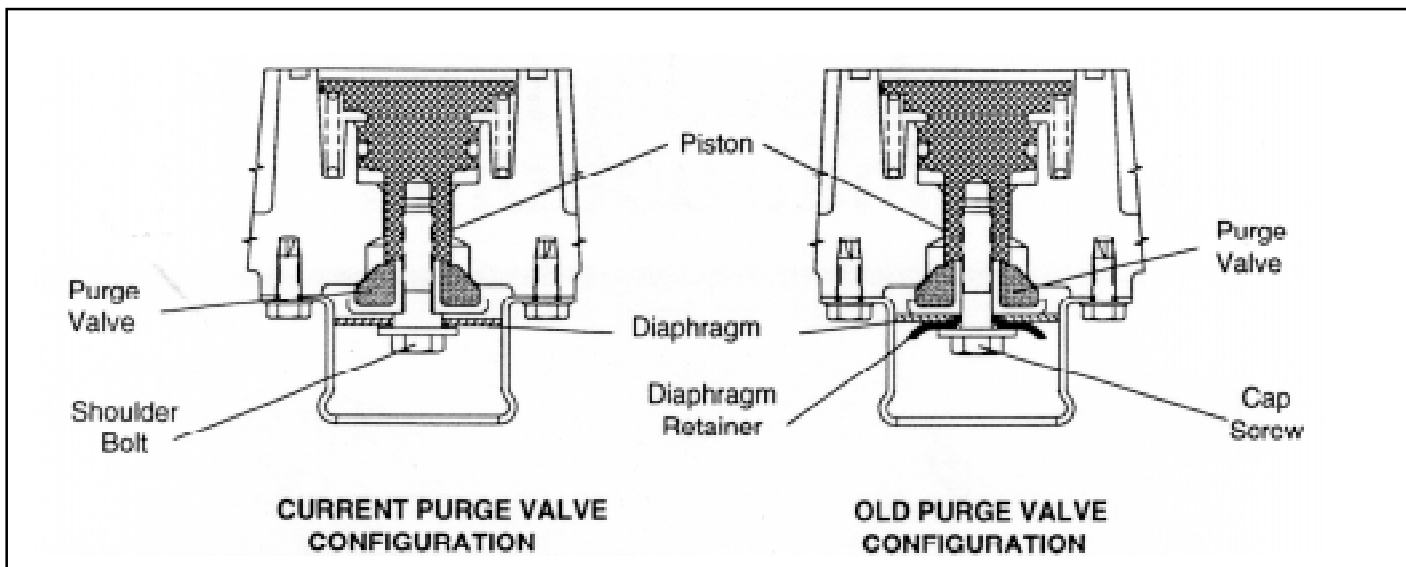 Piston
Purge
Valve
Purge
Valve
Diaphragm
Shoulder
Bolt
Diaphragm
Retainer
Cap
Screw
CURRENT PURGE VALVE
CONFIGURATION
OLD PURGE VALVE
CONFIGURATION